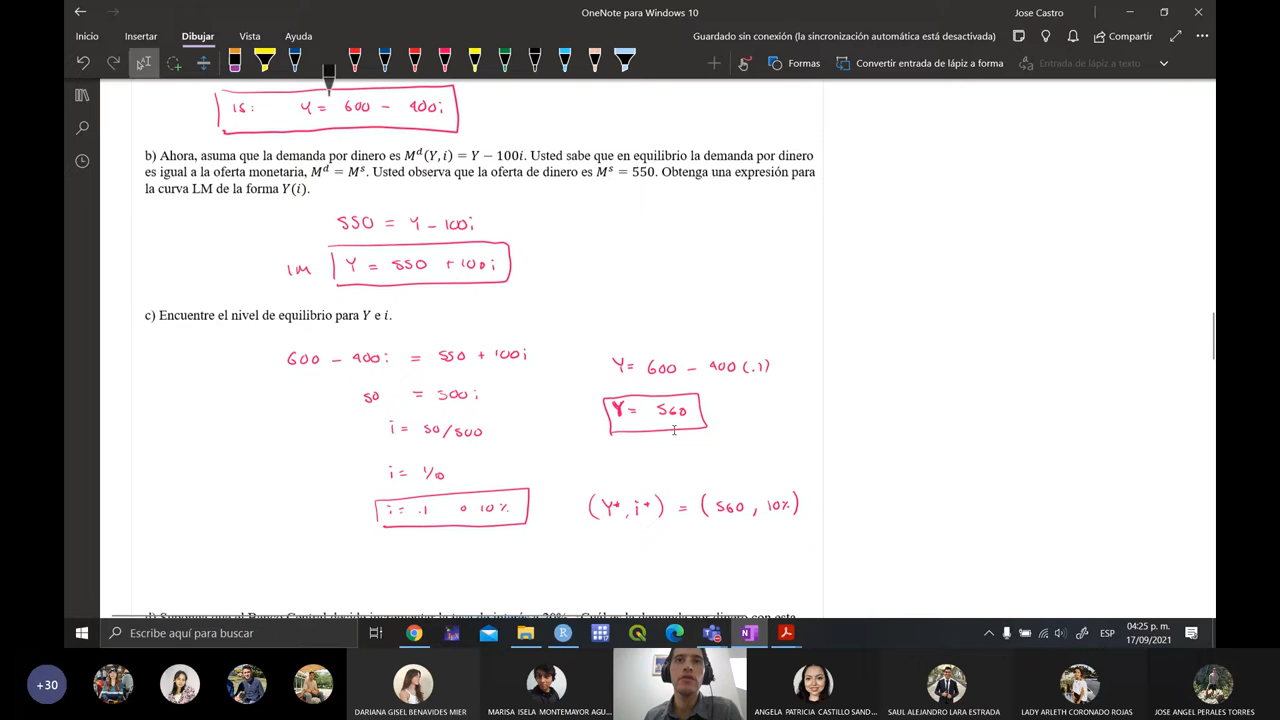 OneNote para Windows 10
Jose Castro
Inicio Insertar Dibujar Vista Ayuda
Guardado sin conexión (la sincronización automática está desactivada)
Compartir
Formas
Convertir entrada de lápiz a forma
Entrada de lápiz a texto
IS: Y = 600 - 400i
b) Ahora, asuma que la demanda por dinero es M^d(Y, i) = Y − 100i. Usted sabe que en equilibrio la demanda por dinero
es igual a la oferta monetaria, M^d = M^s. Usted observa que la oferta de dinero es M^s = 550. Obtenga una expresión para
la curva LM de la forma Y(i).
550 = Y - 100i
LM Y = 550 + 100i
c) Encuentre el nivel de equilibrio para Y e i.
600 - 400i = 550 + 100i
50 = 500i
i = 50/500
i = 1/10
i = .1 o 10%
Y = 600 - 400(.1)
Y = 560
(Y*, i*) = (560, 10%)
Escribe aquí para buscar
ESP
04:25 p. m.
17/09/2021
+30
DARIANA GISEL BENAVIDES MIER
MARISA ISELA MONTEMAYOR AGU...
ANGELA PATRICIA CASTILLO SAND...
SAUL ALEJANDRO LARA ESTRADA
LADY ARLETH CORONADO ROJAS
JOSE ANGEL PERALES TORRES